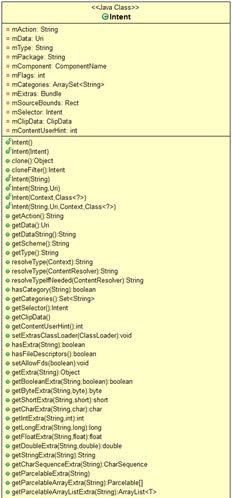 <<Java Class>>
Intent
mAction: String
mData: Uri
mType: String
mPackage: String
mComponent: ComponentName
mFlags: int
mCategories: ArraySet<String>
mExtras: Bundle
mSourceBounds: Rect
mSelector: Intent
mClipData: ClipData
mContentUserHint: int
Intent()
Intent(Intent)
clone():Object
cloneFilter():Intent
Intent(String)
Intent(String,Uri)
Intent(Context,Class<?>)
Intent(String,Uri,Context,Class<?>)
getAction():String
getData():Uri
getDataString():String
getScheme():String
getType():String
resolveType(Context):String
resolveType(ContentResolver):String
resolveTypeIfNeeded(ContentResolver):String
hasCategory(String):boolean
getCategories():Set<String>
getSelector():Intent
getClipData()
getContentUserHint():int
setExtrasClassLoader(ClassLoader):void
hasExtra(String):boolean
hasFileDescriptors():boolean
setAllowFds(boolean):void
getExtra(String):Object
getBooleanExtra(String,boolean):boolean
getByteExtra(String,byte):byte
getShortExtra(String,short):short
getCharExtra(String,char):char
getIntExtra(String,int):int
getLongExtra(String,long):long
getFloatExtra(String,float):float
getDoubleExtra(String,double):double
getStringExtra(String):String
getCharSequenceExtra(String):CharSequence
getParcelableExtra(String)
getParcelableArrayExtra(String):Parcelable[]
getParcelableArrayListExtra(String):ArrayList<T>